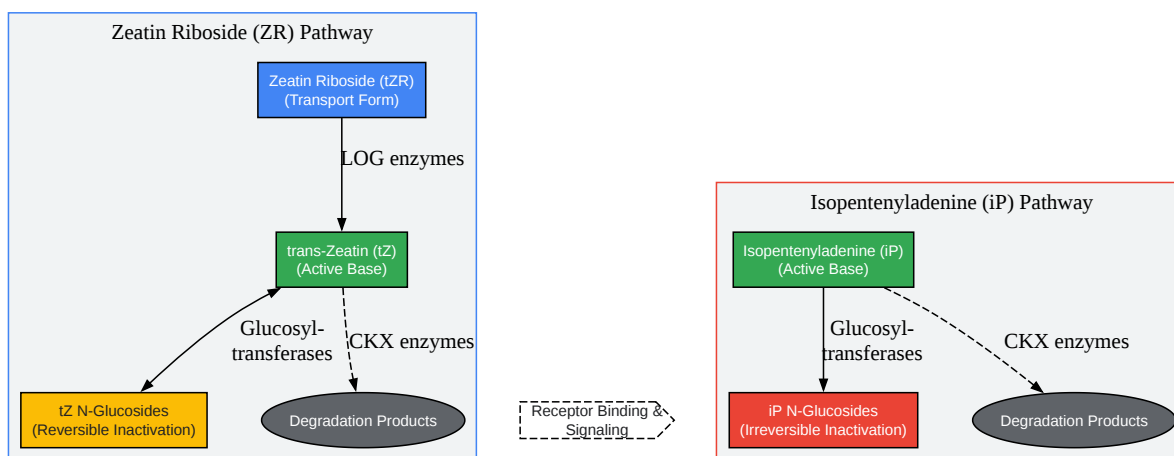 Zeatin Riboside (ZR) Pathway
Zeatin Riboside (tZR)
(Transport Form)
LOG enzymes
trans-Zeatin (tZ)
(Active Base)
Glucosyl-
transferases
CKX enzymes
tZ N-Glucosides
(Reversible Inactivation)
Degradation Products
Receptor Binding &
Signaling
Isopentenyladenine (iP) Pathway
Isopentenyladenine (iP)
(Active Base)
Glucosyl-
transferases
CKX enzymes
iP N-Glucosides
(Irreversible Inactivation)
Degradation Products